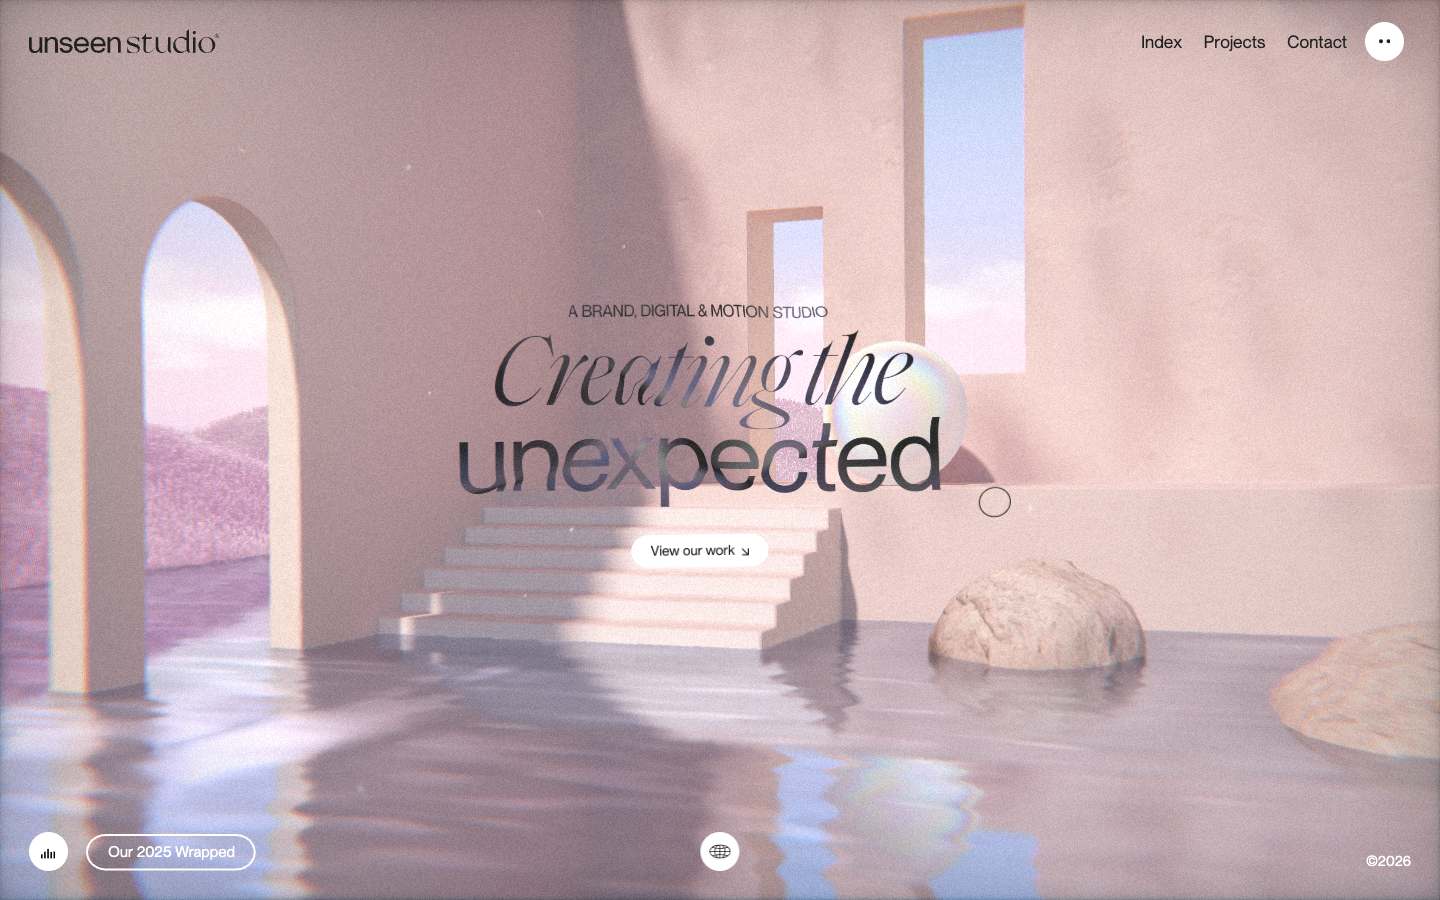 unseen studio®
Index
Projects
Contact
A BRAND, DIGITAL & MOTION STUDIO
Creating the
unexpected
View our work ↘
Our 2025 Wrapped
©2026